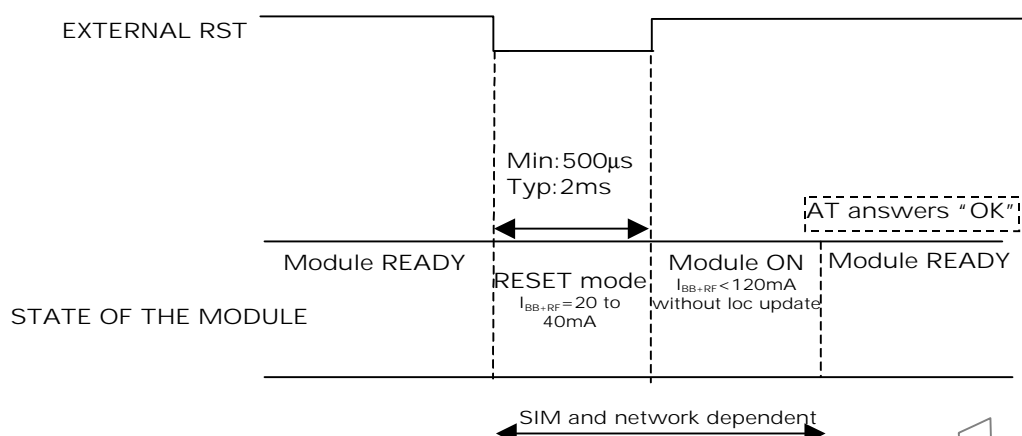 EXTERNAL RST
Min:500μs
Typ:2ms
AT answers "OK"
Module READY
RESET mode
I_BB+RF=20 to
40mA
Module ON
I_BB+RF<120mA
without loc update
Module READY
STATE OF THE MODULE
SIM and network dependent